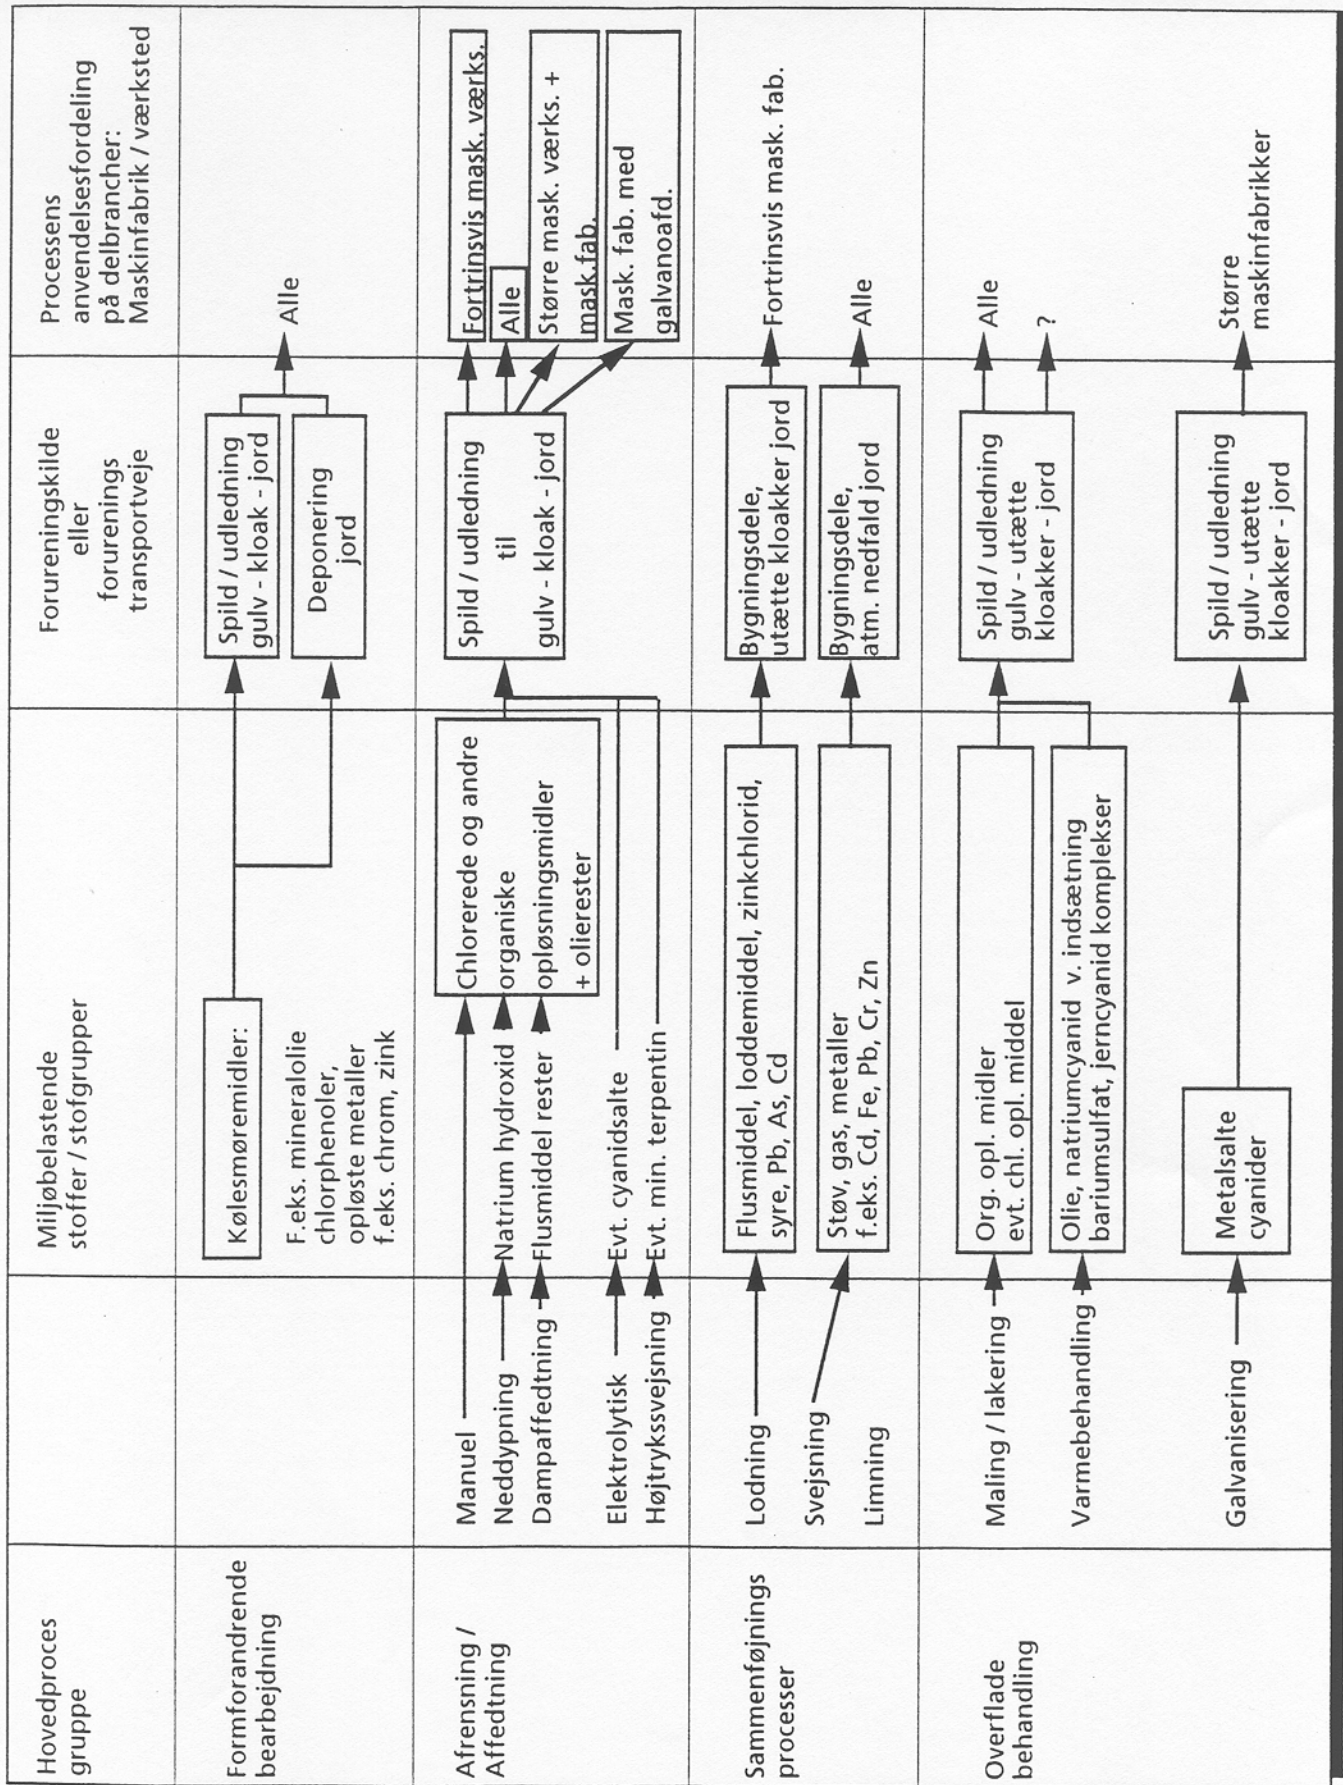 Hovedproces
gruppe
Miljøbelastende
stoffer / stofgrupper
Forureningskilde
eller
forurenings
transportveje
Processens
anvendelsesfordeling
på delbrancher:
Maskinfabrik / værksted
Formforandrende
bearbejdning
Kølesmøremidler:
F.eks. mineralolie
chlorphenoler,
opløste metaller
f.eks. chrom, zink
Spild / udledning
gulv - kloak - jord
Deponering
jord
Alle
Afrensning /
Affedtning
Manuel
Neddypning
Dampaffedtning
Elektrolytisk
Højtrykssvejsning
Natrium hydroxid
Flusmiddel rester
Evt. cyanidsalte
Evt. min. terpentin
Chlorerede og andre
organiske
opløsningsmidler
+ olierester
Spild / udledning
til
gulv - kloak - jord
Fortrinsvis mask. værks.
Alle
Større mask. værks. +
mask.fab.
Mask. fab. med
galvanoafd.
Sammenføjnings
processer
Lodning
Svejsning
Limning
Flusmiddel, loddemiddel, zinkchlorid,
syre, Pb, As, Cd
Støv, gas, metaller
f.eks. Cd, Fe, Pb, Cr, Zn
Bygningsdele,
utætte kloakker jord
Bygningsdele,
atm. nedfald jord
Fortrinsvis mask. fab.
Alle
Overflade
behandling
Maling / lakering
Varmebehandling
Galvanisering
Org. opl. midler
evt. chl. opl. middel
Olie, natriumcyanid v. indsætning
bariumsulfat, jerncyanid komplekser
Metalsalte
cyanider
Spild / udledning
gulv - utætte
kloakker - jord
Spild / udledning
gulv - utætte
kloakker - jord
Alle
?
Større
maskinfabrikker